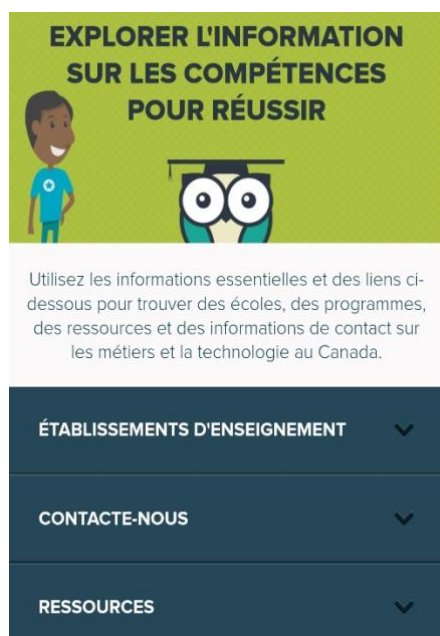 EXPLORER L'INFORMATION
SUR LES COMPÉTENCES
POUR RÉUSSIR
Utilisez les informations essentielles et des liens ci-
dessous pour trouver des écoles, des programmes,
des ressources et des informations de contact sur
les métiers et la technologie au Canada.
ÉTABLISSEMENTS D'ENSEIGNEMENT
CONTACTE-NOUS
RESSOURCES